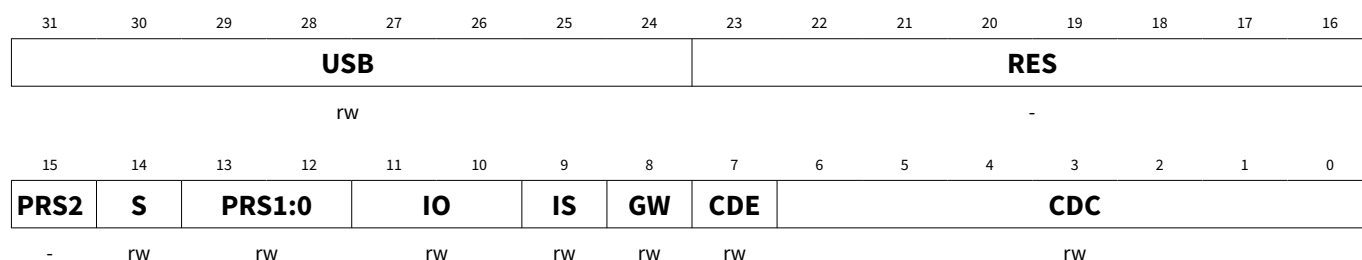 31 30 29 28 27 26 25 24 23 22 21 20 19 18 17 16
USB RES
rw -
15 14 13 12 11 10 9 8 7 6 5 4 3 2 1 0
PRS2 S PRS1:0 IO IS GW CDE CDC
- rw rw rw rw rw rw rw